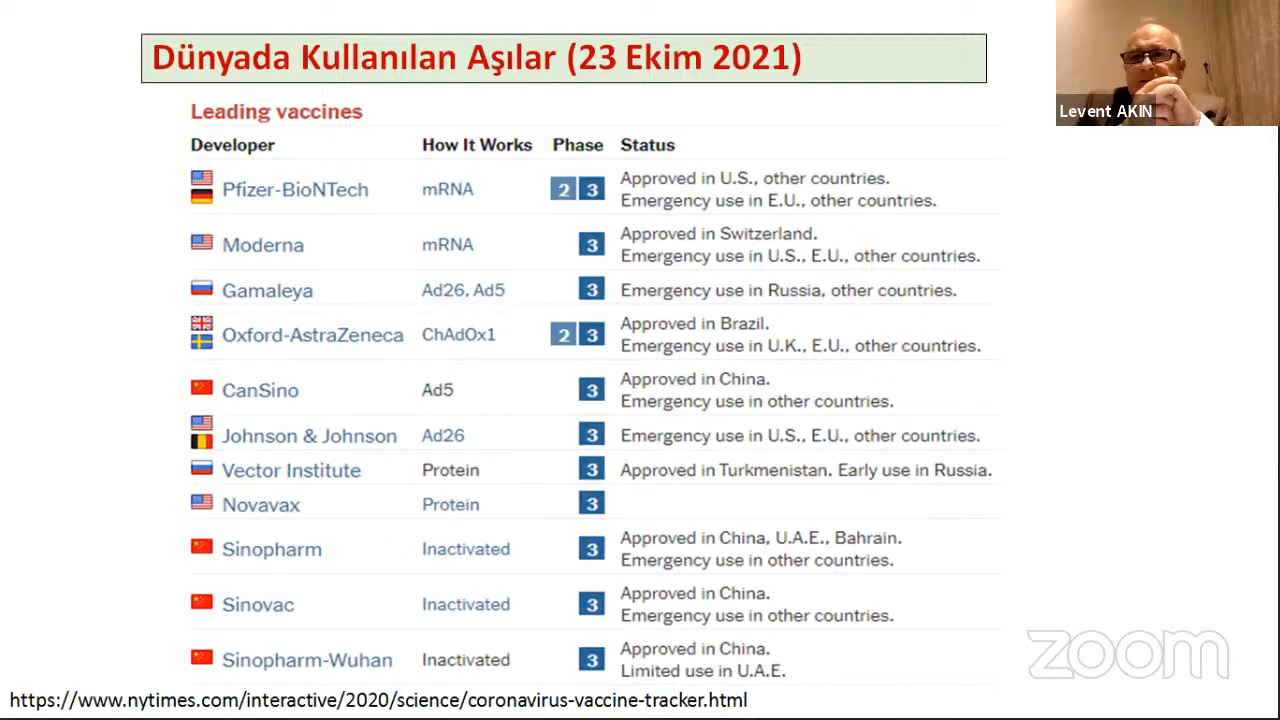 Dünyada Kullanılan Aşılar (23 Ekim 2021)
Levent AKIN
Leading vaccines
Developer How It Works Phase Status
Pfizer-BioNTech mRNA 2 3 Approved in U.S., other countries.
Emergency use in E.U., other countries.
Moderna mRNA 3 Approved in Switzerland.
Emergency use in U.S., E.U., other countries.
Gamaleya Ad26, Ad5 3 Emergency use in Russia, other countries.
Oxford-AstraZeneca ChAdOx1 2 3 Approved in Brazil.
Emergency use in U.K., E.U., other countries.
CanSino Ad5 3 Approved in China.
Emergency use in other countries.
Johnson & Johnson Ad26 3 Emergency use in U.S., E.U., other countries.
Vector Institute Protein 3 Approved in Turkmenistan. Early use in Russia.
Novavax Protein 3
Sinopharm Inactivated 3 Approved in China, U.A.E., Bahrain.
Emergency use in other countries.
Sinovac Inactivated 3 Approved in China.
Emergency use in other countries.
Sinopharm-Wuhan Inactivated 3 Approved in China.
Limited use in U.A.E.
zoom
https://www.nytimes.com/interactive/2020/science/coronavirus-vaccine-tracker.html